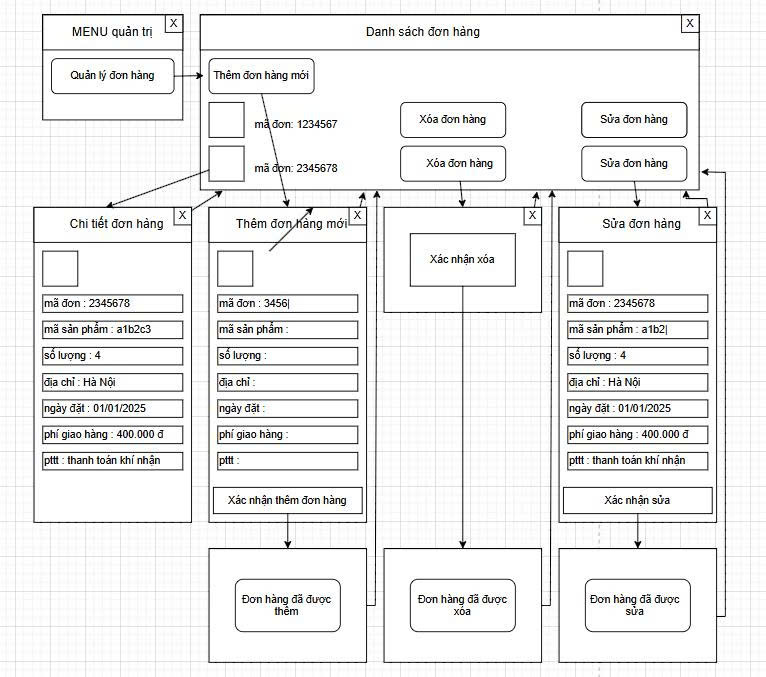 MENU quản trị
X
Quản lý đơn hàng
Danh sách đơn hàng
X
Thêm đơn hàng mới
mã đơn: 1234567
Xóa đơn hàng
Sửa đơn hàng
mã đơn: 2345678
Xóa đơn hàng
Sửa đơn hàng
Chi tiết đơn hàng
X
mã đơn : 2345678
mã sản phẩm : a1b2c3
số lượng : 4
địa chỉ : Hà Nội
ngày đặt : 01/01/2025
phí giao hàng : 400.000 đ
pttt : thanh toán khí nhận
Thêm đơn hàng mới
X
mã đơn : 3456|
mã sản phẩm :
số lượng :
địa chỉ :
ngày đặt :
phí giao hàng :
pttt :
Xác nhận thêm đơn hàng
Đơn hàng đã được
thêm
X
Xác nhận xóa
Đơn hàng đã được
xóa
Sửa đơn hàng
X
mã đơn : 2345678
mã sản phẩm : a1b2|
số lượng : 4
địa chỉ : Hà Nội
ngày đặt : 01/01/2025
phí giao hàng : 400.000 đ
pttt : thanh toán khí nhận
Xác nhận sửa
Đơn hàng đã được
sửa